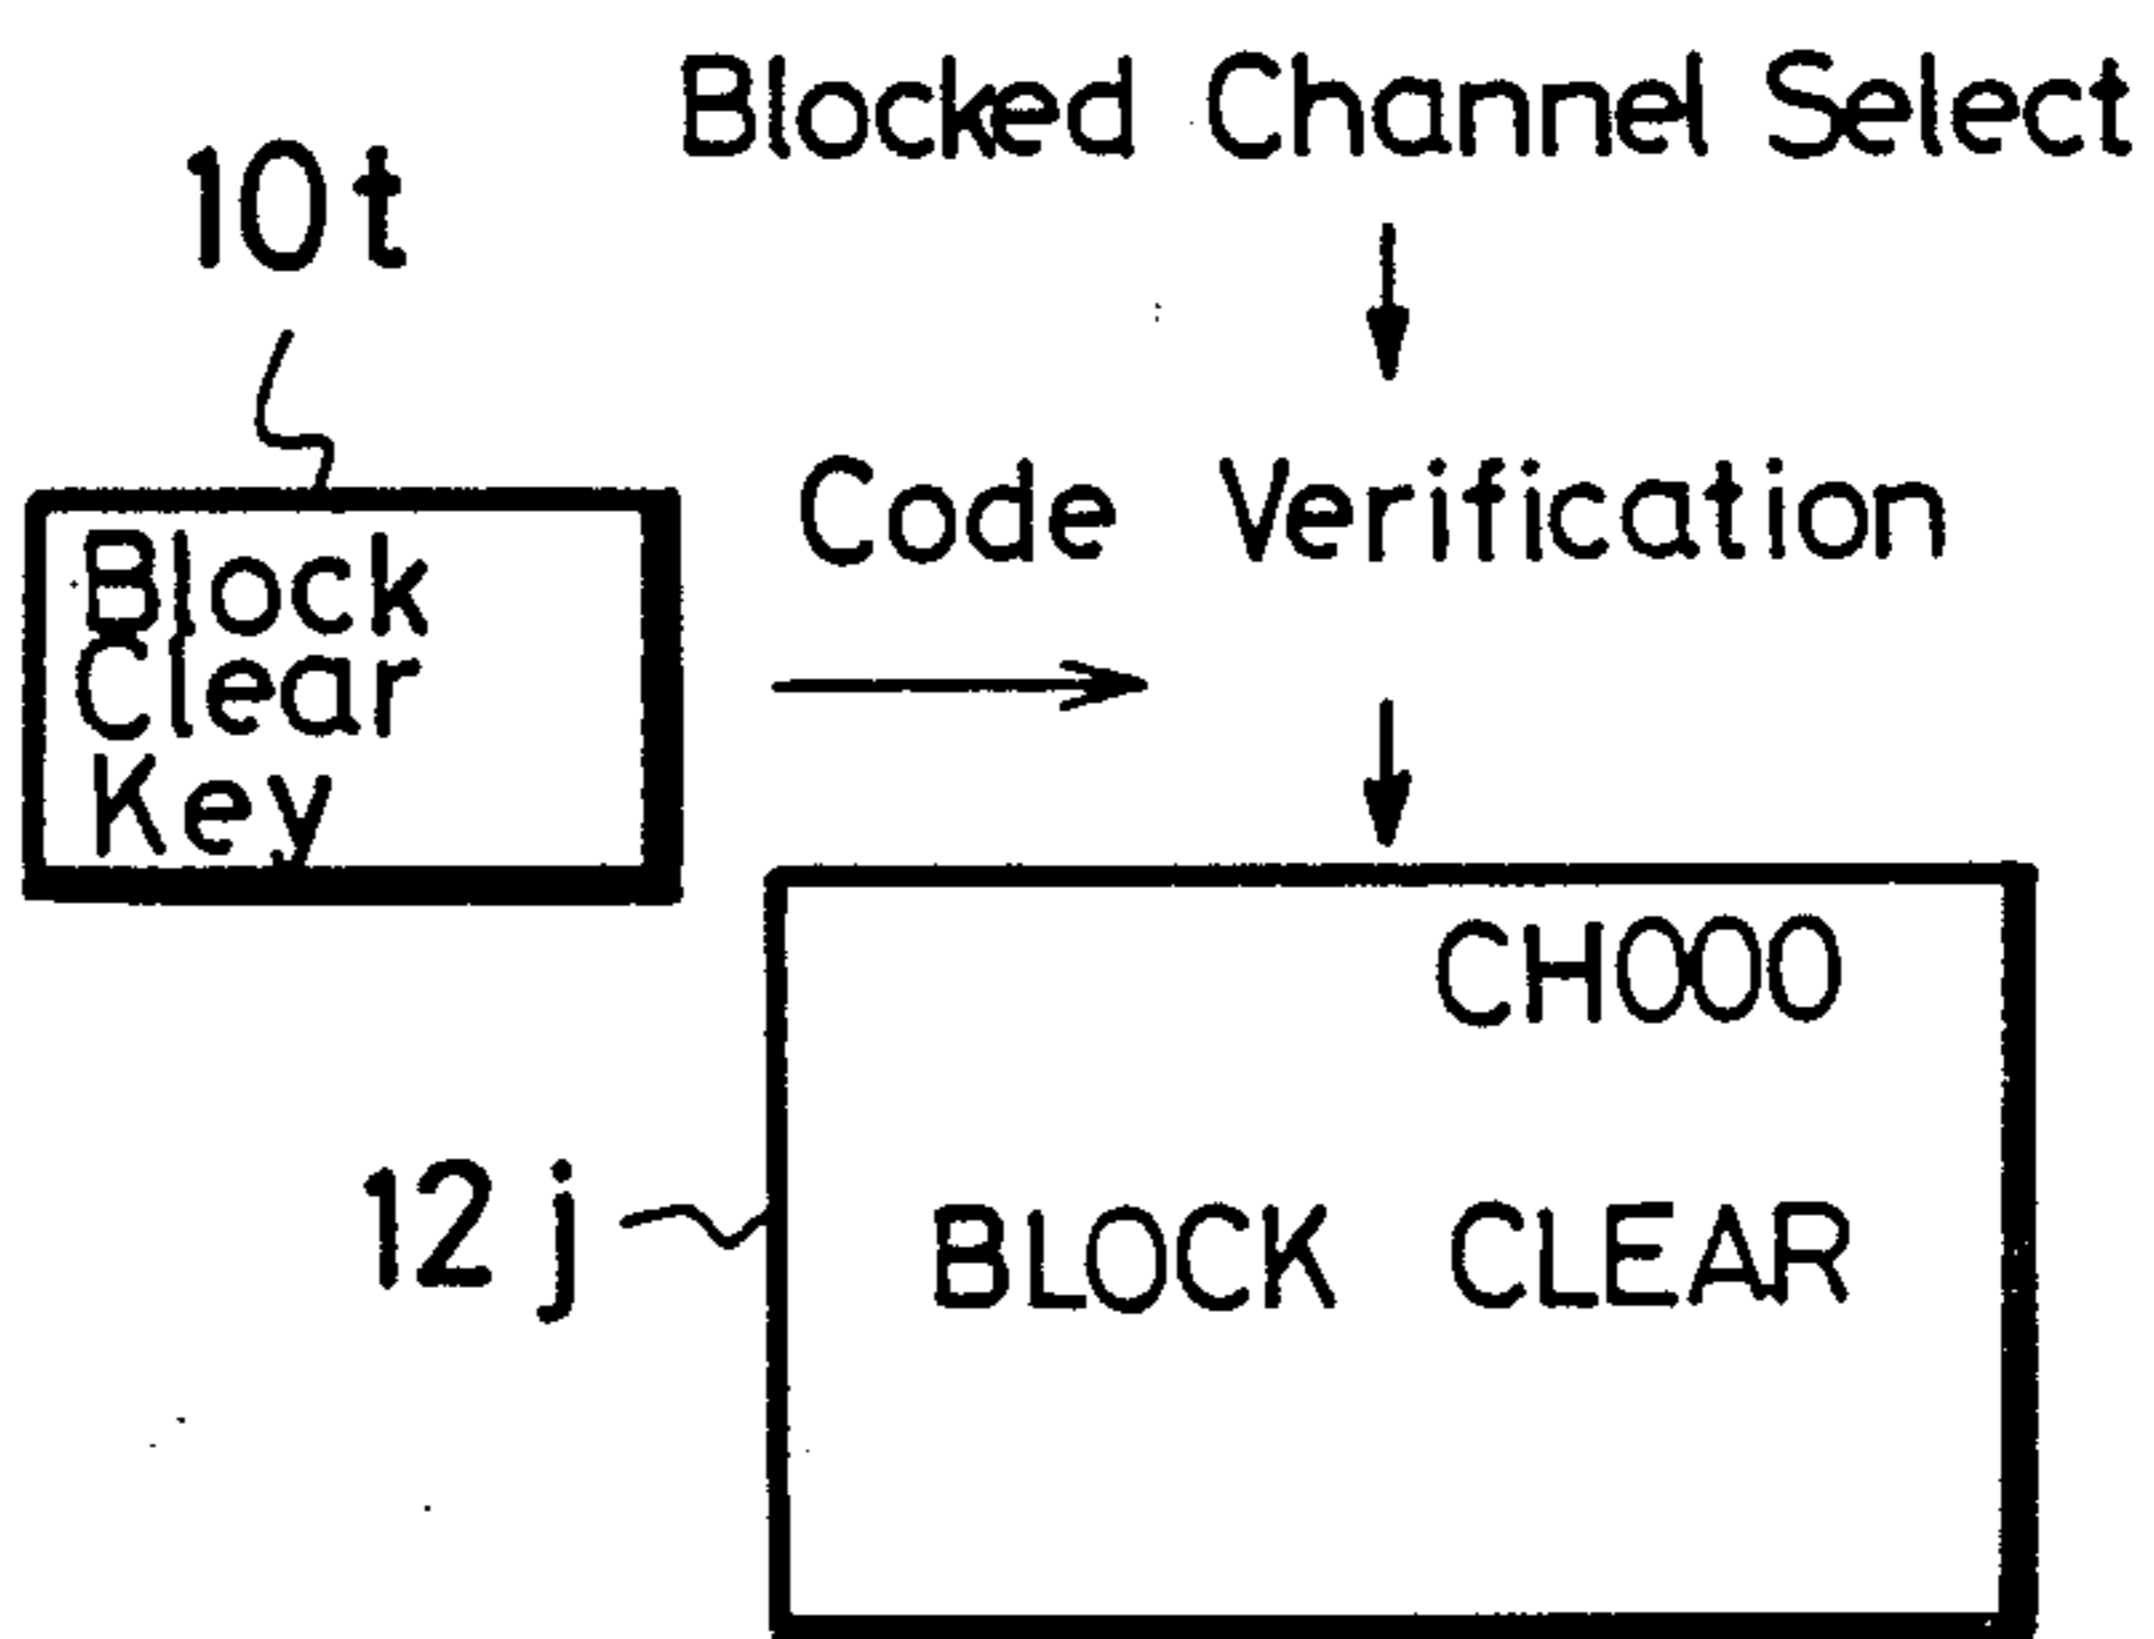 Blocked Channel Select
10t
Code Verification
Block
Clear
Key
CH000
12j
BLOCK CLEAR